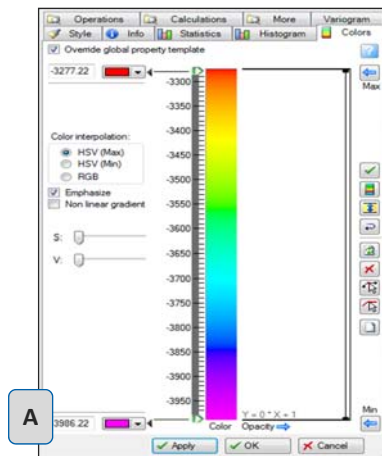 Operations Calculations More Variogram
Style Info Statistics Histogram Colors
Override global property template
-3277.22
Max
-3300
-3350
-3400
Color interpolation:
HSV (Max)
HSV (Min)
RGB
-3450
-3500
Emphasize
Non linear gradient
-3550
-3600
S:
-3650
V:
-3700
-3750
-3800
-3850
-3900
-3950
A
3986.22
Y = 0 * X + 1
Min
Color Opacity
Apply OK Cancel